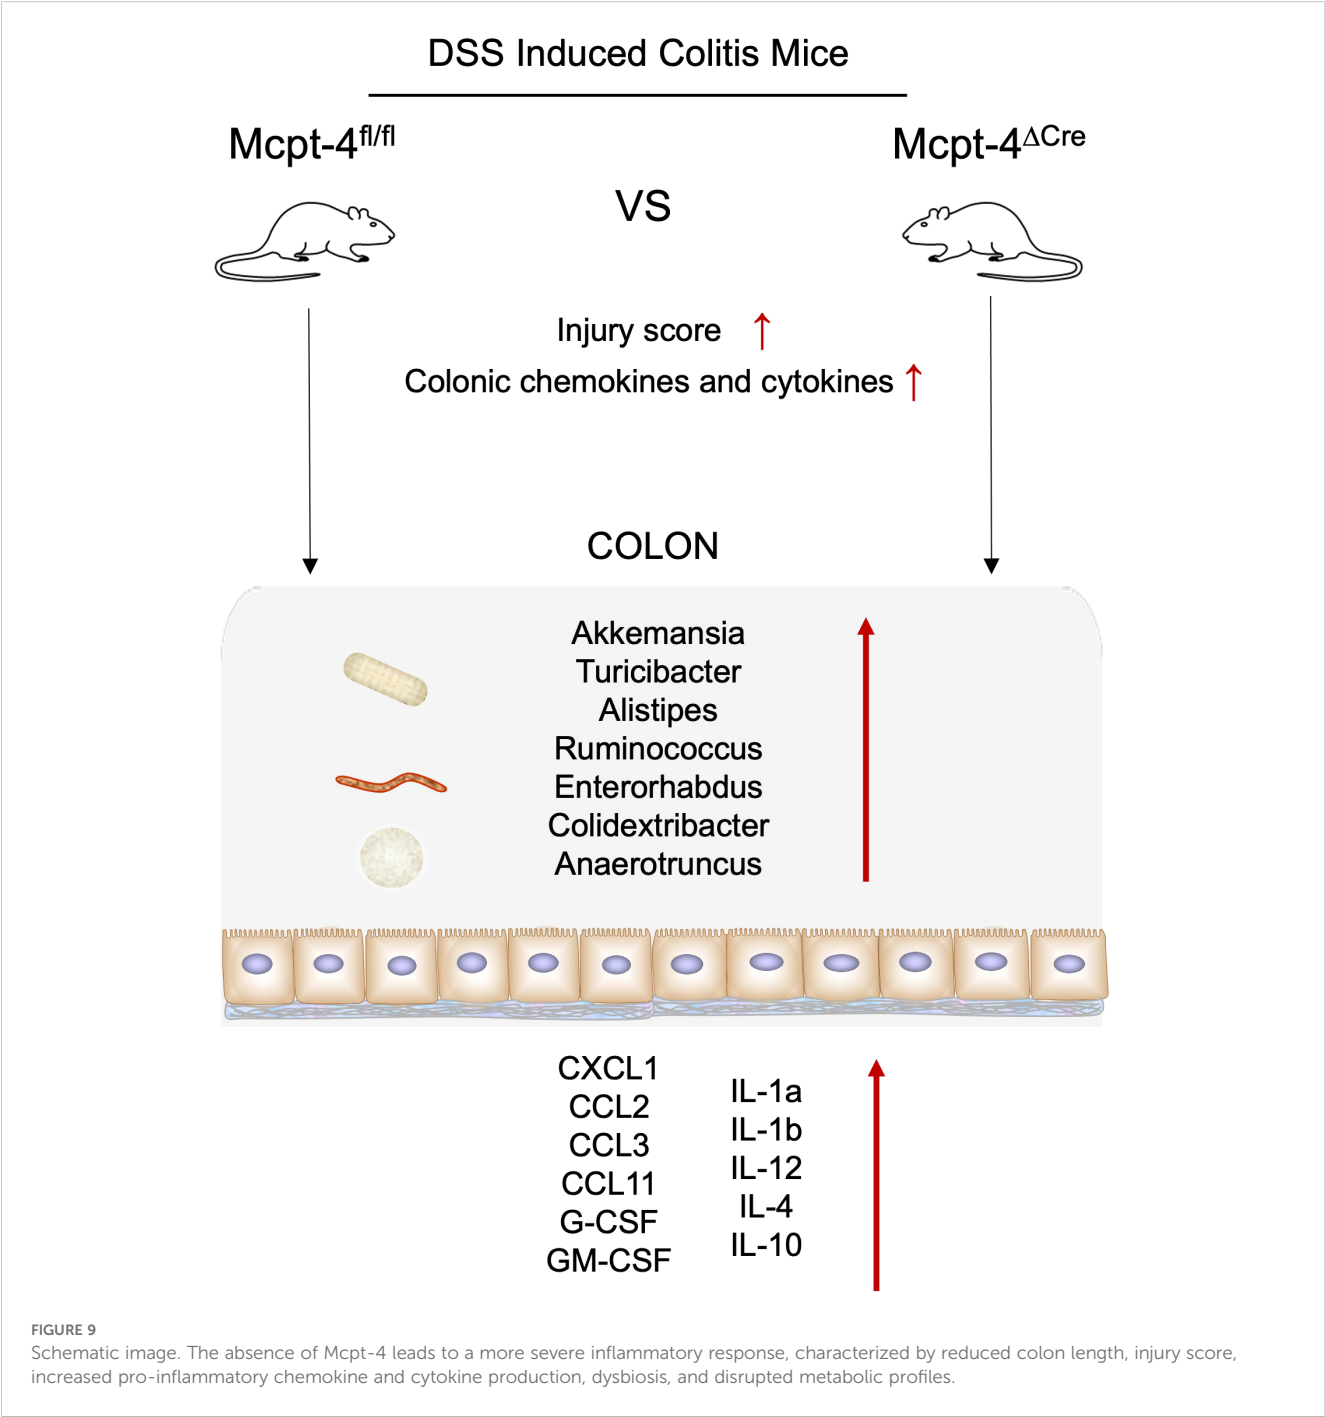 DSS Induced Colitis Mice
Mcpt-4fl/fl
Mcpt-4ΔCre
VS
Injury score ↑
Colonic chemokines and cytokines ↑
COLON
Akkemansia
Turicibacter
Alistipes
Ruminococcus
Enterorhabdus
Colidextribacter
Anaerotruncus
CXCL1
CCL2
CCL3
CCL11
G-CSF
GM-CSF
IL-1a
IL-1b
IL-12
IL-4
IL-10
FIGURE 9
Schematic image. The absence of Mcpt-4 leads to a more severe inflammatory response, characterized by reduced colon length, injury score,
increased pro-inflammatory chemokine and cytokine production, dysbiosis, and disrupted metabolic profiles.